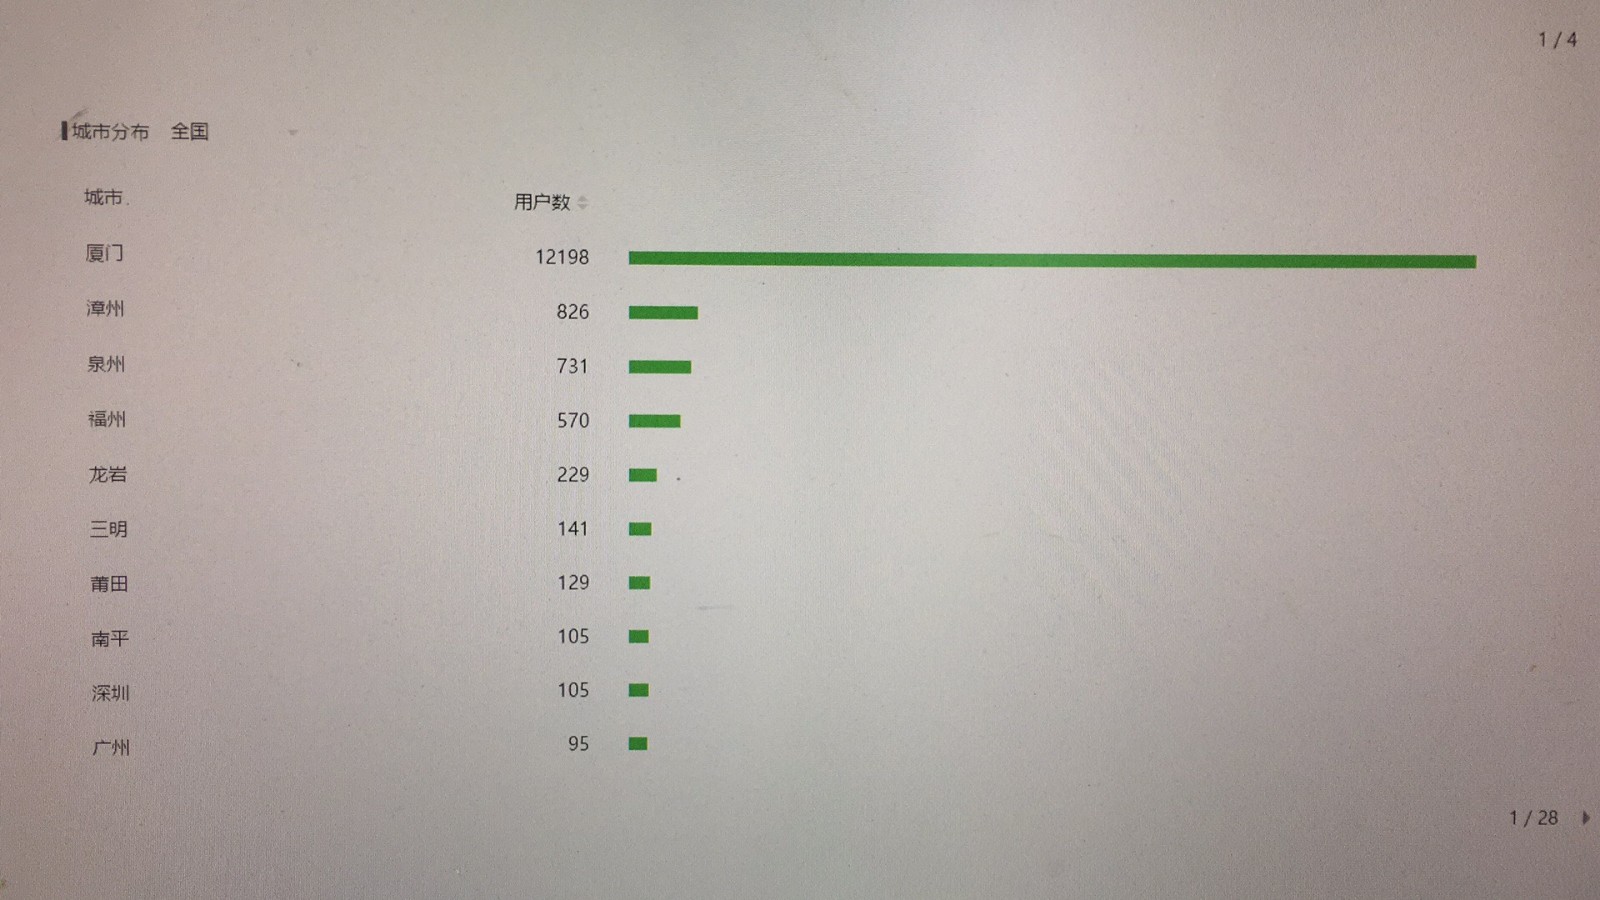 1 / 4
城市分布 全国
城市 用户数
厦门 12198
漳州 826
泉州 731
福州 570
龙岩 229
三明 141
莆田 129
南平 105
深圳 105
广州 95
1 / 28